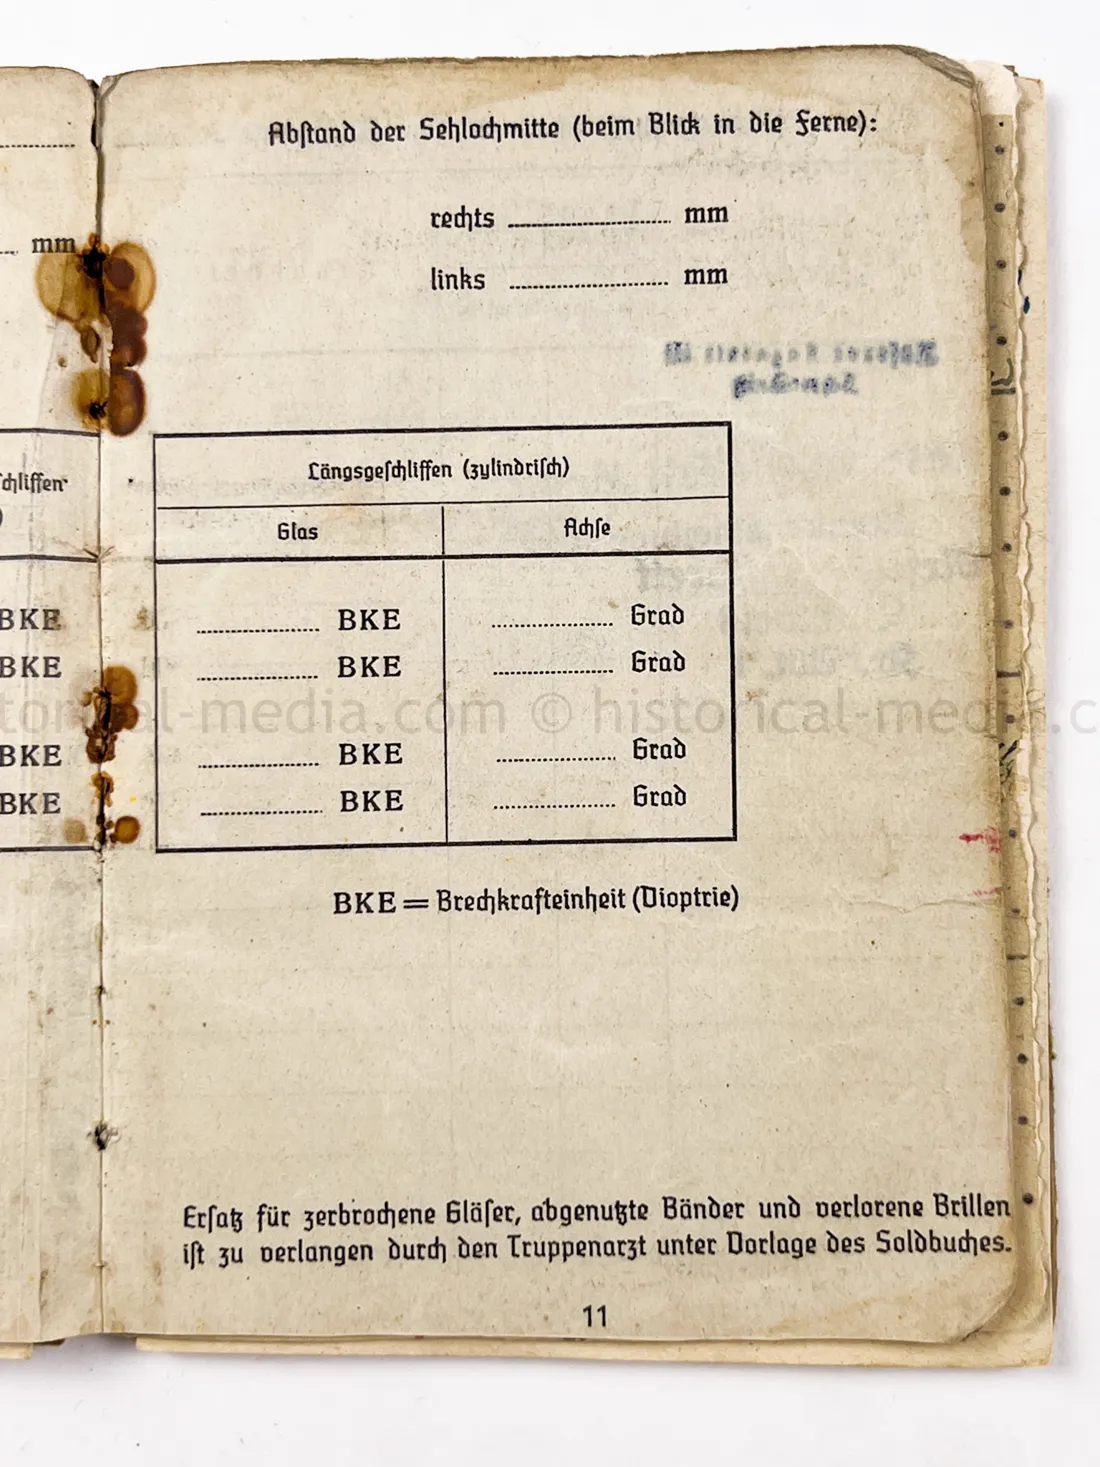 mm
Abstand der Sehlochmitte (beim Blick in die Ferne):
rechts ........................ mm
links ........................ mm
chliffen
)
BKE
BKE
BKE
BKE
Längsgeschliffen (zylindrisch)
Glas Achse
.................. BKE .................. Grad
.................. BKE .................. Grad
.................. BKE .................. Grad
.................. BKE .................. Grad
torical-media.com © historical-media.c
BKE = Brechkrafteinheit (Dioptrie)
Ersatz für zerbrochene Gläser, abgenutzte Bänder und verlorene Brillen
ist zu verlangen durch den Truppenarzt unter Vorlage des Soldbuches.
11